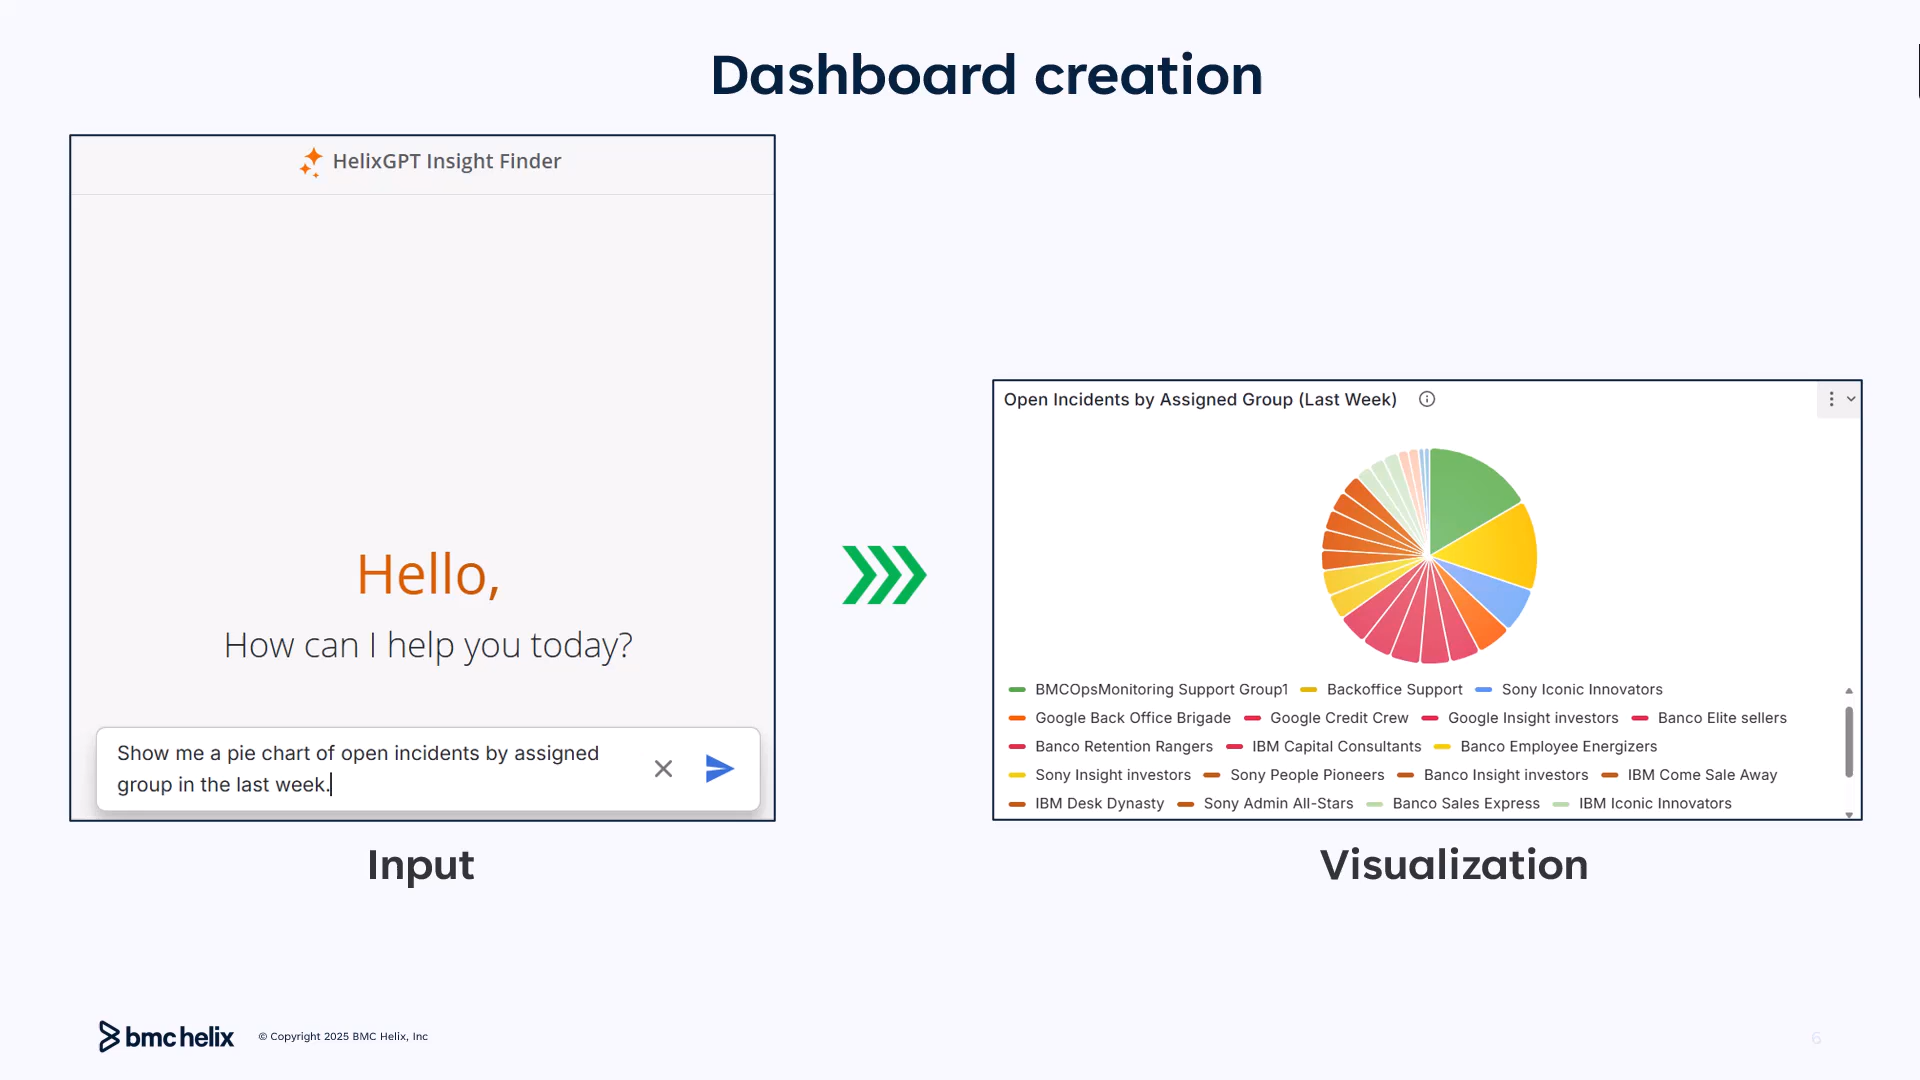 Dashboard creation
HelixGPT Insight Finder
Hello,
How can I help you today?
Show me a pie chart of open incidents by assigned
group in the last week.
Input
Open Incidents by Assigned Group (Last Week)
BMCOpsMonitoring Support Group1 Backoffice Support Sony Iconic Innovators
Google Back Office Brigade Google Credit Crew Google Insight investors Banco Elite sellers
Banco Retention Rangers IBM Capital Consultants Banco Employee Energizers
Sony Insight investors Sony People Pioneers Banco Insight investors IBM Come Sale Away
IBM Desk Dynasty Sony Admin All-Stars Banco Sales Express IBM Iconic Innovators
Visualization
bmc helix © Copyright 2025 BMC Helix, Inc
6